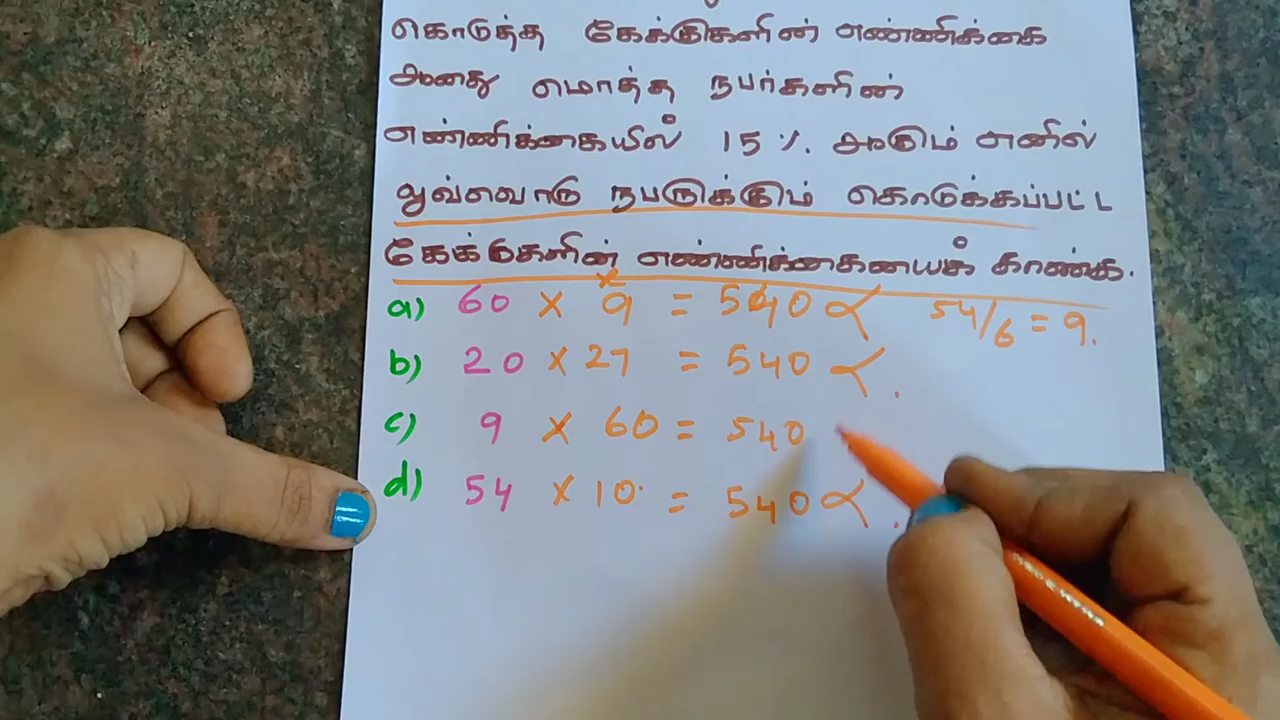 கொடுத்த கேக்குகளின் எண்ணிக்கை
ஆனது மொத்த நபர்களின்
எண்ணிக்கையில் 15 %. ஆகும் எனில்
ஒவ்வொரு நபருக்கும் கொடுக்கப்பட்ட
கேக்குகளின் எண்ணிக்கையைக் காண்க.
a) 60 × 9 = 540 54/6 = 9.
b) 20 × 27 = 540
c) 9 × 60 = 540
d) 54 × 10 = 540